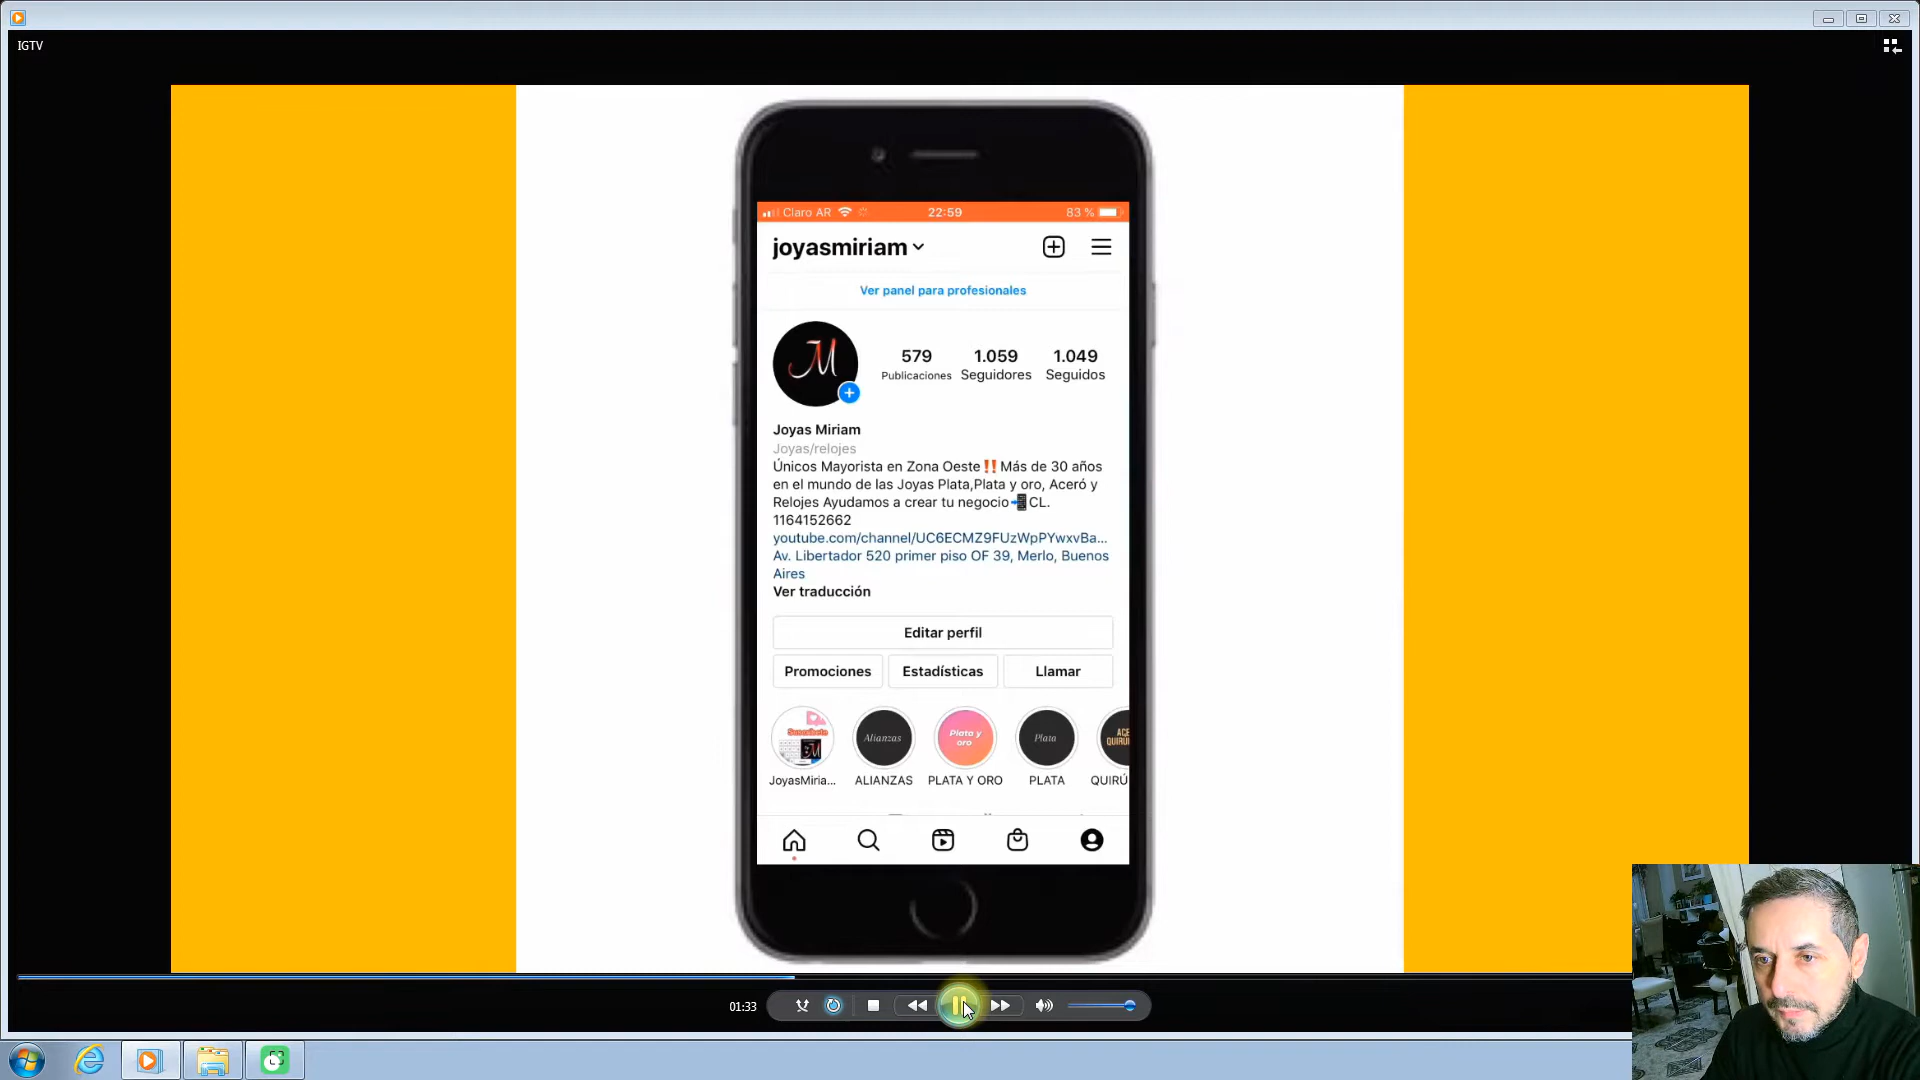 IGTV
Claro AR
22:59
83 %
joyasmiriam
Ver panel para profesionales
M
579
1.059
1.049
Publicaciones
Seguidores
Seguidos
Joyas Miriam
Joyas/relojes
Únicos Mayorista en Zona Oeste‼️Más de 30 años
en el mundo de las Joyas Plata,Plata y oro, Aceró y
Relojes Ayudamos a crear tu negocio📲CL.
1164152662
youtube.com/channel/UC6ECMZ9FUzWpPYwxvBa...
Av. Libertador 520 primer piso OF 39, Merlo, Buenos
Aires
Ver traducción
Editar perfil
Promociones
Estadísticas
Llamar
Alianzas
Plata y
oro
Plata
JoyasMiria...
ALIANZAS
PLATA Y ORO
PLATA
01:33